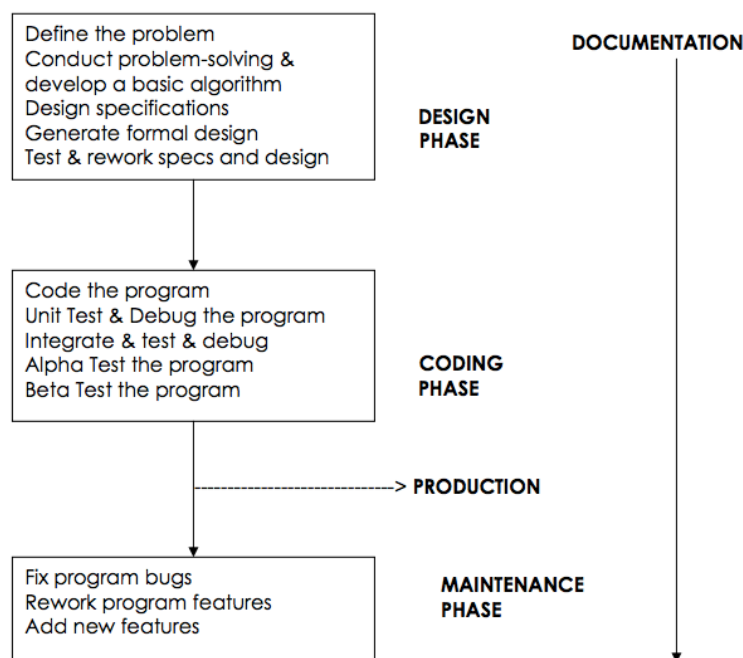 Define the problem
Conduct problem-solving &
develop a basic algorithm
Design specifications
Generate formal design
Test & rework specs and design
DESIGN
PHASE
DOCUMENTATION
Code the program
Unit Test & Debug the program
Integrate & test & debug
Alpha Test the program
Beta Test the program
CODING
PHASE
PRODUCTION
Fix program bugs
Rework program features
Add new features
MAINTENANCE
PHASE